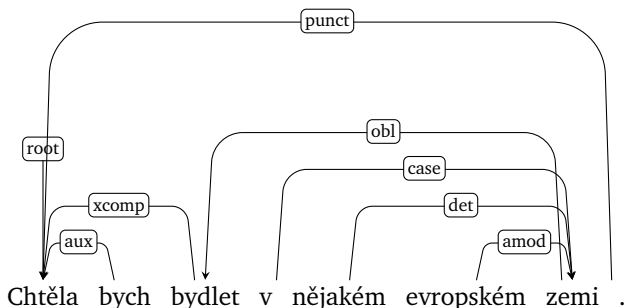 punct
obl
root
case
xcomp
det
aux
amod
Chtěla bych bydlet v nějakém evropském zemi .